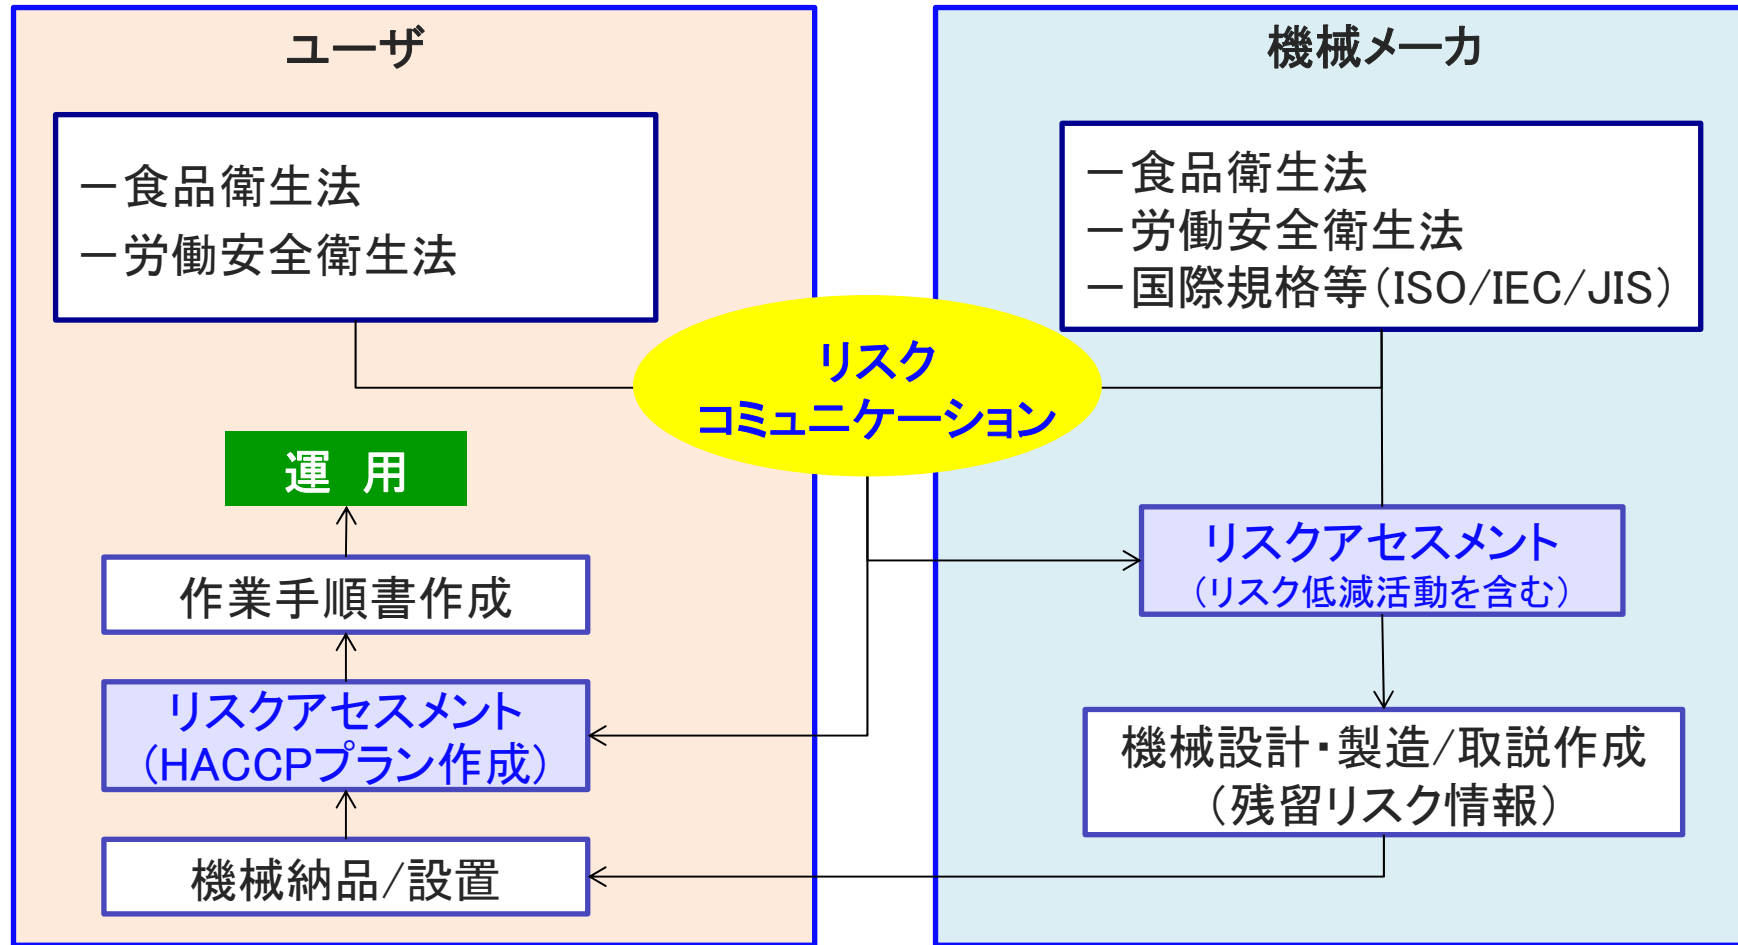 ユーザ
－食品衛生法
－労働安全衛生法
機械メーカ
－食品衛生法
－労働安全衛生法
－国際規格等(ISO/IEC/JIS)
リスク
コミュニケーション
運　用
作業手順書作成
リスクアセスメント
(HACCPプラン作成)
機械納品/設置
リスクアセスメント
(リスク低減活動を含む)
機械設計・製造/取説作成
(残留リスク情報)